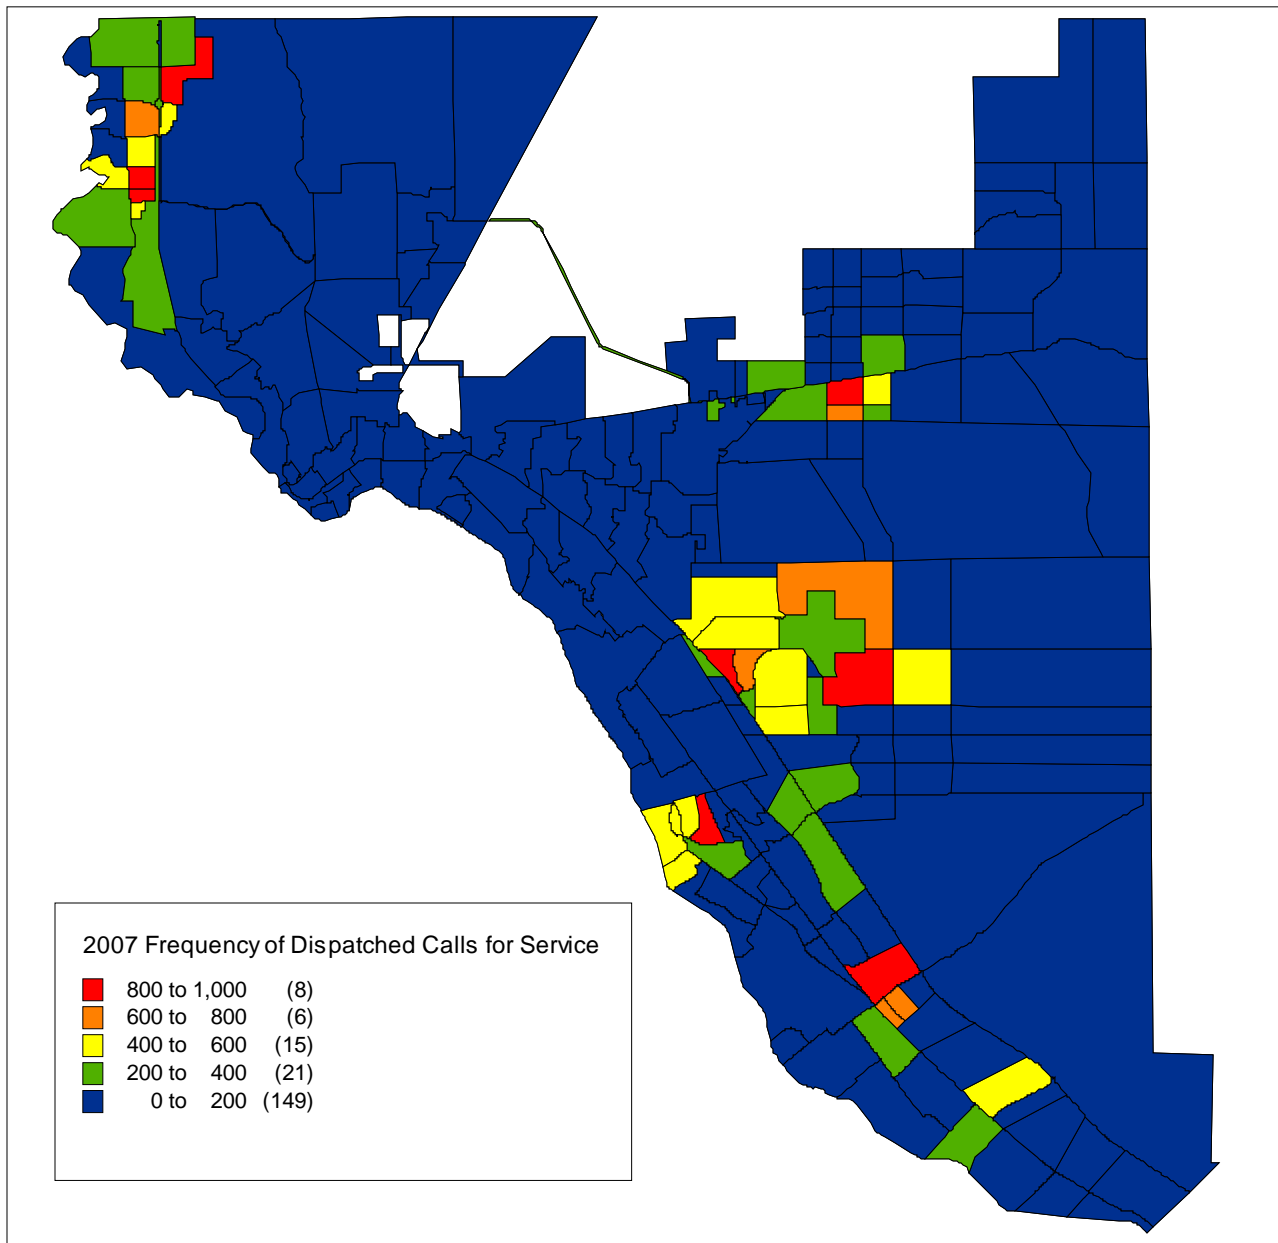 2007 Frequency of Dispatched Calls for Service
800 to 1,000 (8)
600 to 800 (6)
400 to 600 (15)
200 to 400 (21)
0 to 200 (149)